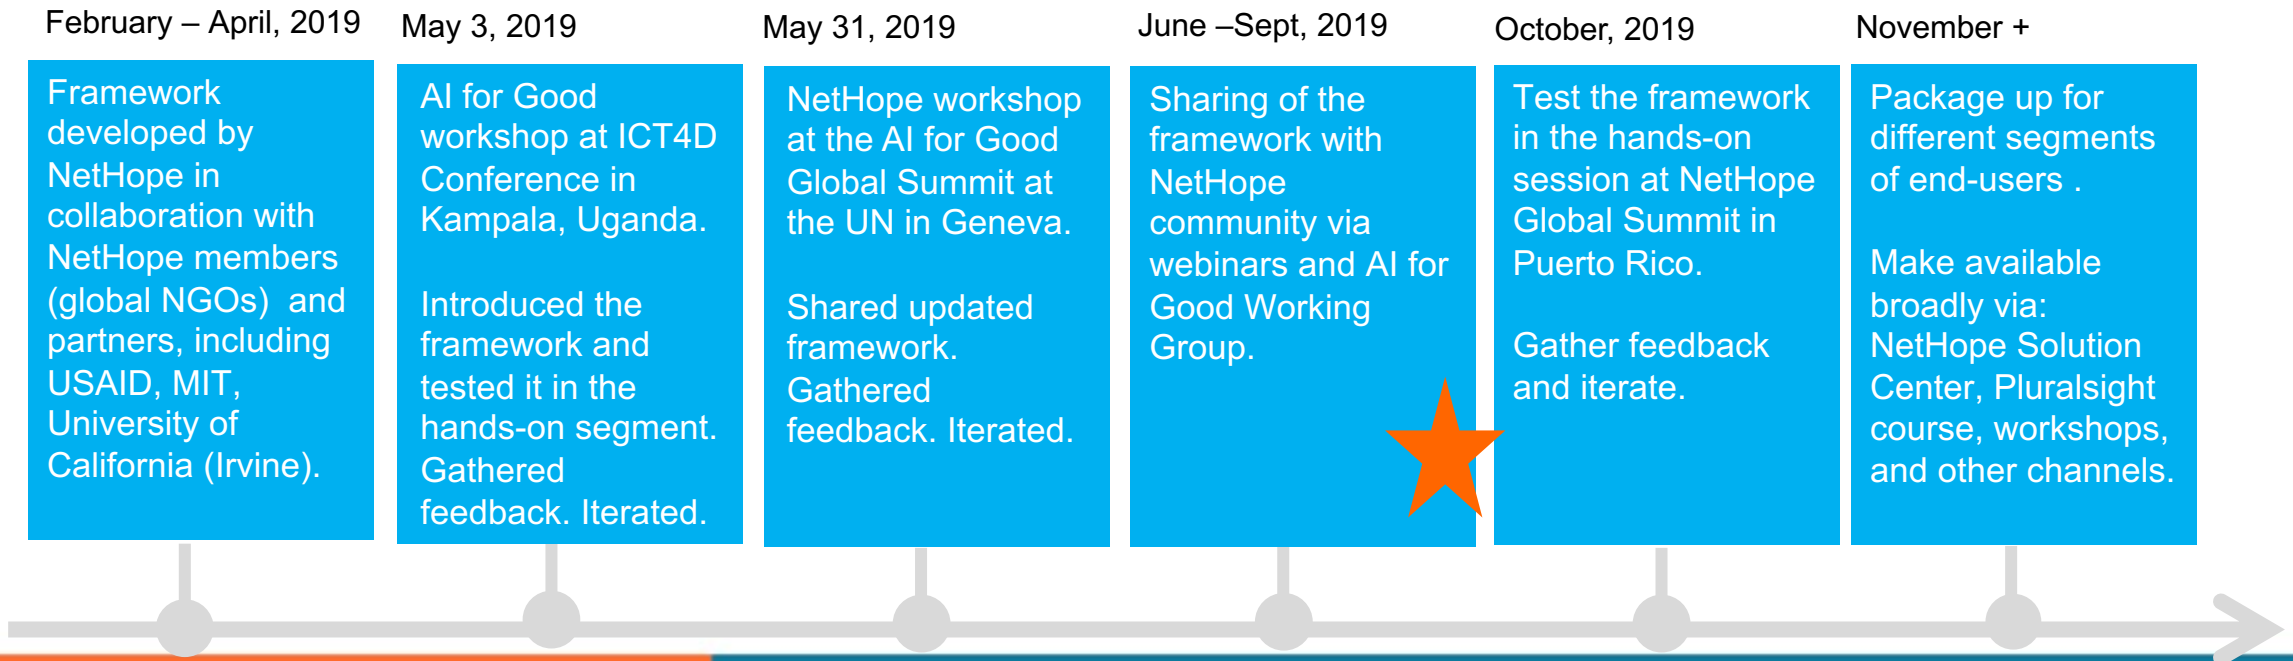 February – April, 2019
Framework
developed by
NetHope in
collaboration with
NetHope members
(global NGOs)  and
partners, including
USAID, MIT,
University of
California (Irvine).
May 3, 2019
AI for Good
workshop at ICT4D
Conference in
Kampala, Uganda.
Introduced the
framework and
tested it in the
hands-on segment.
Gathered
feedback. Iterated.
May 31, 2019
NetHope workshop
at the AI for Good
Global Summit at
the UN in Geneva.
Shared updated
framework.
Gathered
feedback. Iterated.
June –Sept, 2019
Sharing of the
framework with
NetHope
community via
webinars and AI for
Good Working
Group.
October, 2019
Test the framework
in the hands-on
session at NetHope
Global Summit in
Puerto Rico.
Gather feedback
and iterate.
November +
Package up for
different segments
of end-users .
Make available
broadly via:
NetHope Solution
Center, Pluralsight
course, workshops,
and other channels.